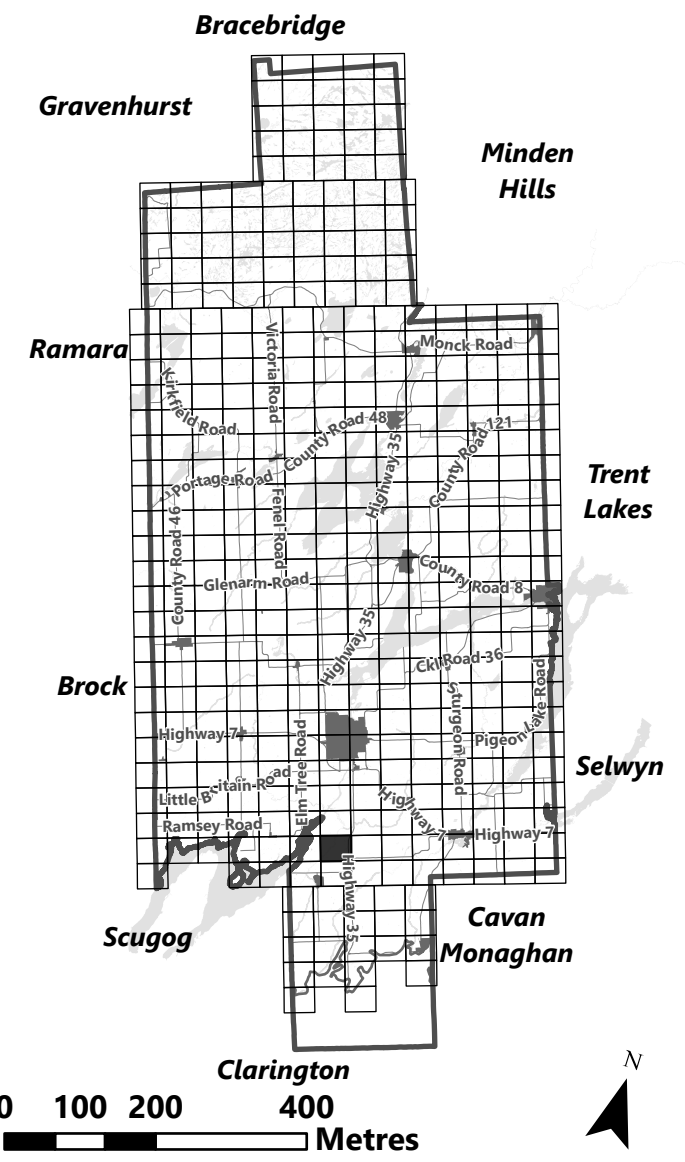 Bracebridge
Gravenhurst
Minden
Hills
Ramara
Monck Road
Victoria Road
Kirkfield Road
County Road 48
County Road 121
Highway 35
Portage Road
Trent
Lakes
Fenel Road
County Road 46
County Road 8
Glenarm Road
Highway 35
Ckl Road 36
Brock
Sturgeon Road
Pigeon Lake Road
Highway 7
Elm Tree Road
Selwyn
Little Britain Road
Highway 7
Ramsey Road
Highway 7
Highway 35
Scugog
Cavan
Monaghan
Clarington
N
0 100 200 400
Metres